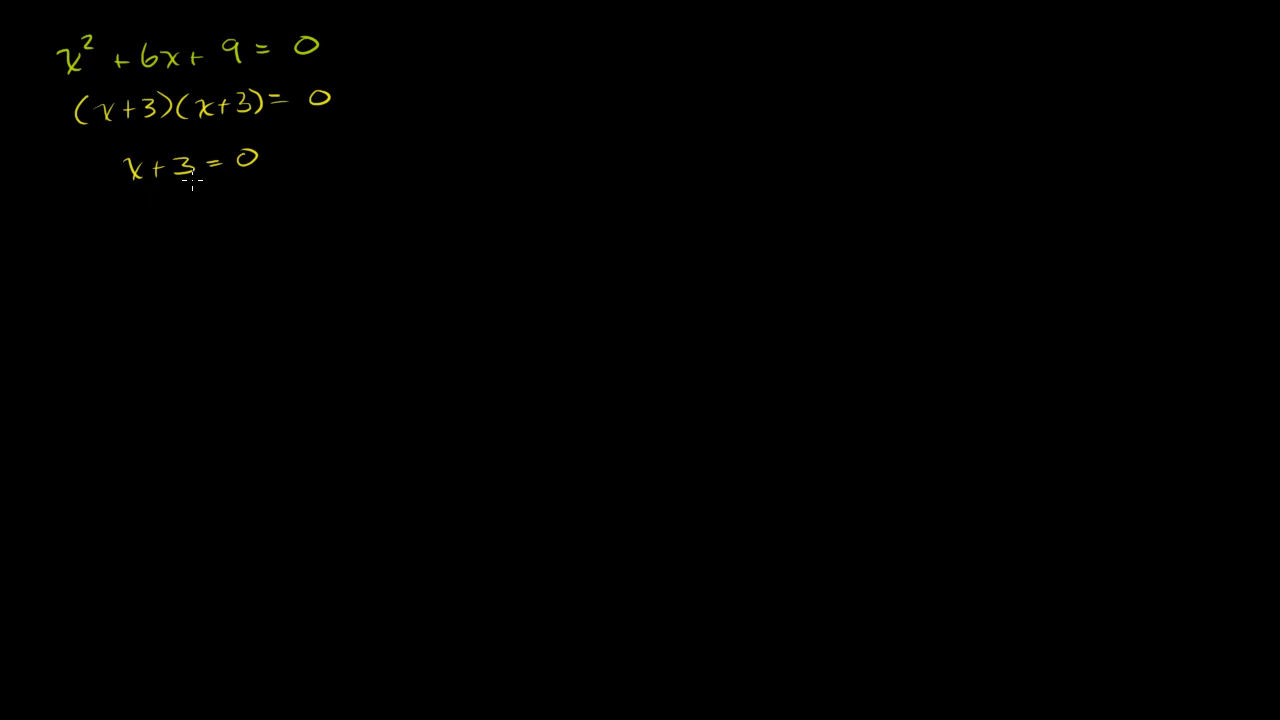 x² + 6x + 9 = 0
(x+3)(x+3) = 0
x + 3 = 0